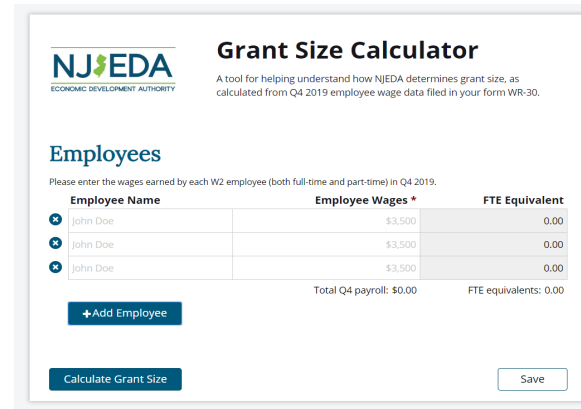 NJEDA
ECONOMIC DEVELOPMENT AUTHORITY
Grant Size Calculator
A tool for helping understand how NJEDA determines grant size, as
calculated from Q4 2019 employee wage data filed in your form WR-30.
Employees
Please enter the wages earned by each W2 employee (both full-time and part-time) in Q4 2019.
Employee Name Employee Wages * FTE Equivalent
John Doe $3,500 0.00
John Doe $3,500 0.00
John Doe $3,500 0.00
Total Q4 payroll: $0.00 FTE equivalents: 0.00
+Add Employee
Calculate Grant Size Save